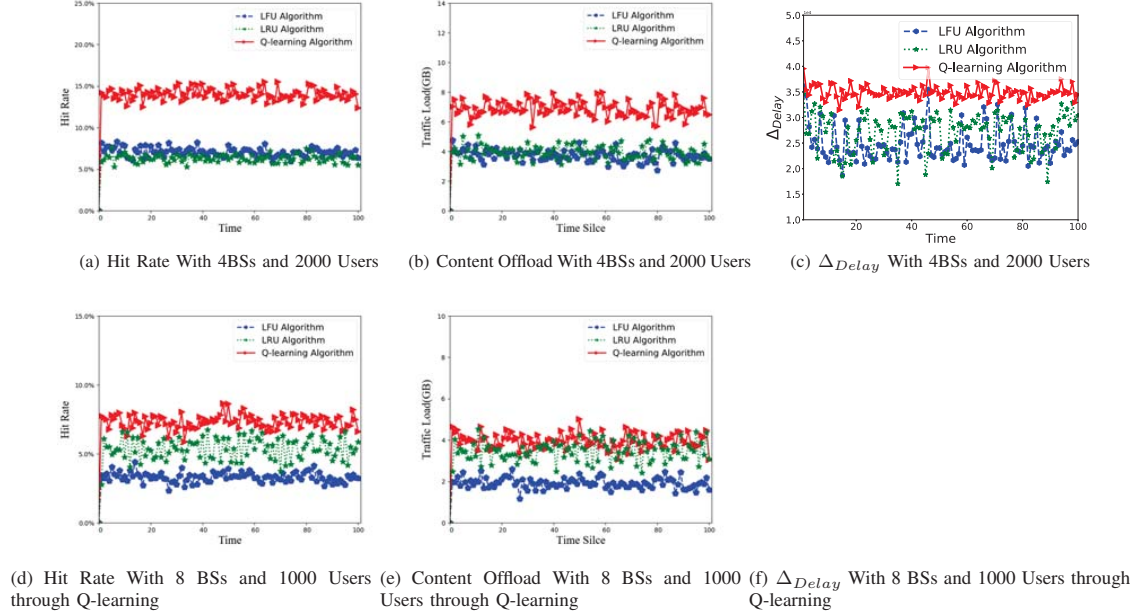 25.0%
20.0%
15.0%
10.0%
5.0%
0.0%
Hit Rate
LFU Algorithm
LRU Algorithm
Q-learning Algorithm
0 20 40 60 80 100
Time
(a) Hit Rate With 4BSs and 2000 Users
14
12
10
8
6
4
2
0
Traffic Load(GB)
LFU Algorithm
LRU Algorithm
Q-learning Algorithm
0 20 40 60 80 100
Time Silce
(b) Content Offload With 4BSs and 2000 Users
5.0
4.5
4.0
3.5
3.0
2.5
2.0
1.5
1.0
Δ_Delay
LFU Algorithm
LRU Algorithm
Q-learning Algorithm
20 40 60 80 100
Time
(c) Δ_Delay With 4BSs and 2000 Users
15.0%
10.0%
5.0%
0.0%
Hit Rate
LFU Algorithm
LRU Algorithm
Q-learning Algorithm
0 20 40 60 80 100
Time
(d) Hit Rate With 8 BSs and 1000 Users
through Q-learning
10
8
6
4
2
0
Traffic Load(GB)
LFU Algorithm
LRU Algorithm
Q-learning Algorithm
0 20 40 60 80 100
Time Silce
(e) Content Offload With 8 BSs and 1000
Users through Q-learning
(f) Δ_Delay With 8 BSs and 1000 Users through
Q-learning